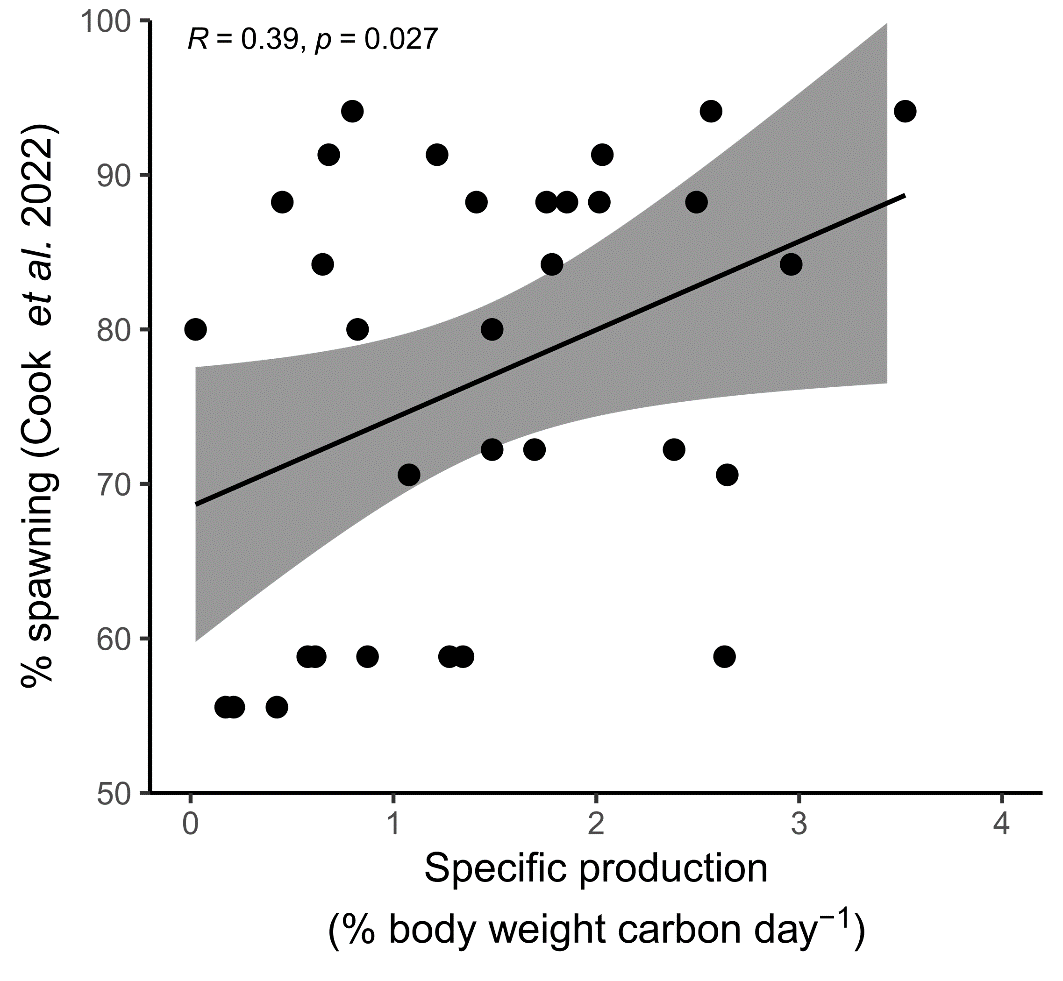 R = 0.39, p = 0.027
100
90
80
70
60
50
% spawning (Cook et al. 2022)
0 1 2 3 4
Specific production
(% body weight carbon day⁻¹)